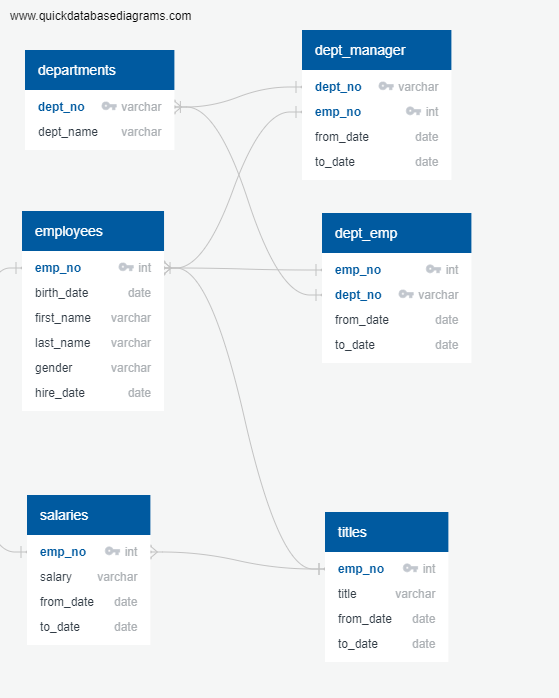 www.quickdatabasediagrams.com
departments
dept_no varchar
dept_name varchar
dept_manager
dept_no varchar
emp_no int
from_date date
to_date date
employees
emp_no int
birth_date date
first_name varchar
last_name varchar
gender varchar
hire_date date
dept_emp
emp_no int
dept_no varchar
from_date date
to_date date
salaries
emp_no int
salary varchar
from_date date
to_date date
titles
emp_no int
title varchar
from_date date
to_date date